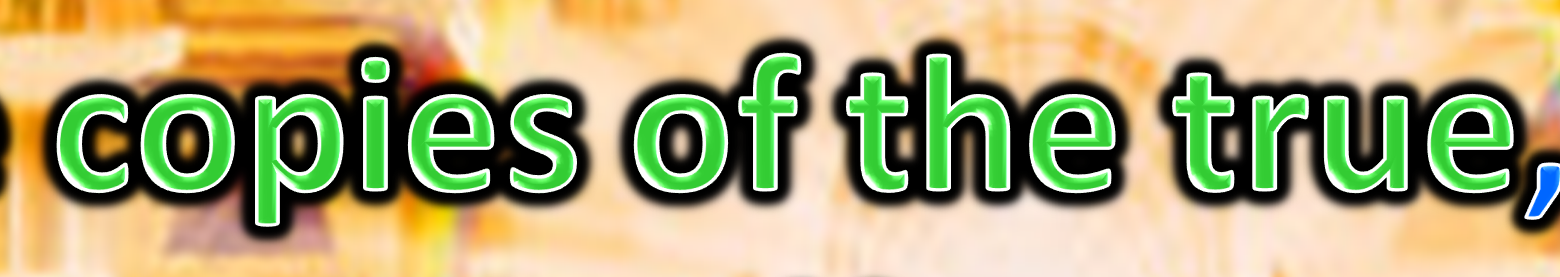 copies of the true,